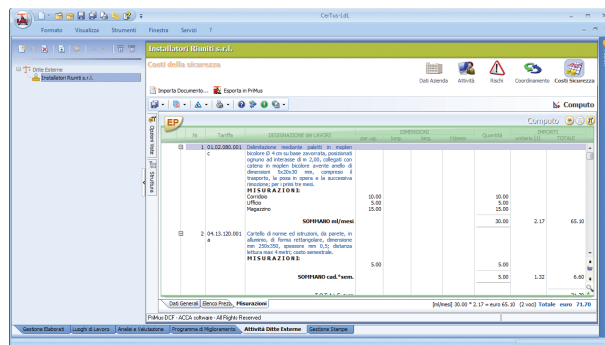 CerTus-LdL
Formato Visualizza Strumenti Finestra Servizi ?
Ditte Esterne
Installatori Riuniti s.r.l.
Installatori Riuniti s.r.l.
Costi della sicurezza
Dati Azienda Attività Rischi Coordinamento Costi Sicurezza
Importa Documento... Esporta in PriMus
Computo
EP Computo
Opzioni Viste
Struttura
Nr. Tariffa DESIGNAZIONE dei LAVORI DIMENSIONI Quantità IMPORTI
par.ug. lung. larg. H/peso unitario [1] TOTALE
1 01.02.080.001 Delimitazione mediante paletti in moplen
c bicolore Ø 4 cm su base zavorrata, posizionati
ognuno ad interasse di m 2,00, collegati con
catena in moplen bicolore avente anello di
dimensioni 5x20x30 mm, compreso il
trasporto, la posa in opera e la successiva
rimozione; per i primi tre mesi.
MISURAZIONI:
Corridoio 10.00 10.00
Ufficio 5.00 5.00
Magazzino 15.00 15.00
SOMMANO ml/mesi 30.00 2.17 65.10
2 04.13.120.001 Cartello di norme ed istruzioni, da parete, in
a alluminio, di forma rettangolare, dimensione
mm 250x350, spessore mm 0,5; distanza
lettura max 4 metri; costo semestrale.
MISURAZIONI:
5.00 5.00
SOMMANO cad.*sem. 5.00 1.32 6.60
Dati Generali Elenco Prezzi Misurazioni [ml/mesi] 30.00 * 2.17 = euro 65.10 (2 voci) Totale euro 71.70
PriMus-DCF - ACCA software - All Rights Reserved
Gestione Elaborati Luoghi di Lavoro Analisi e Valutazione Programma di Miglioramento Attività Ditte Esterne Gestione Stampe